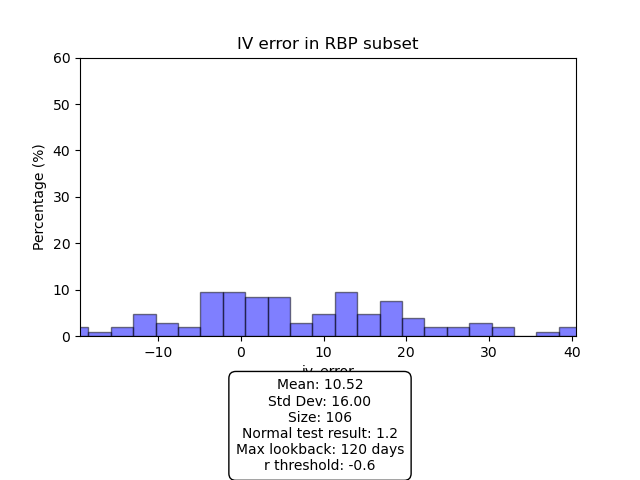 IV error in RBP subset
60
50
40
30
20
10
0
Percentage (%)
−10 0 10 20 30 40
iv_error
Mean: 10.52
Std Dev: 16.00
Size: 106
Normal test result: 1.2
Max lookback: 120 days
r threshold: -0.6